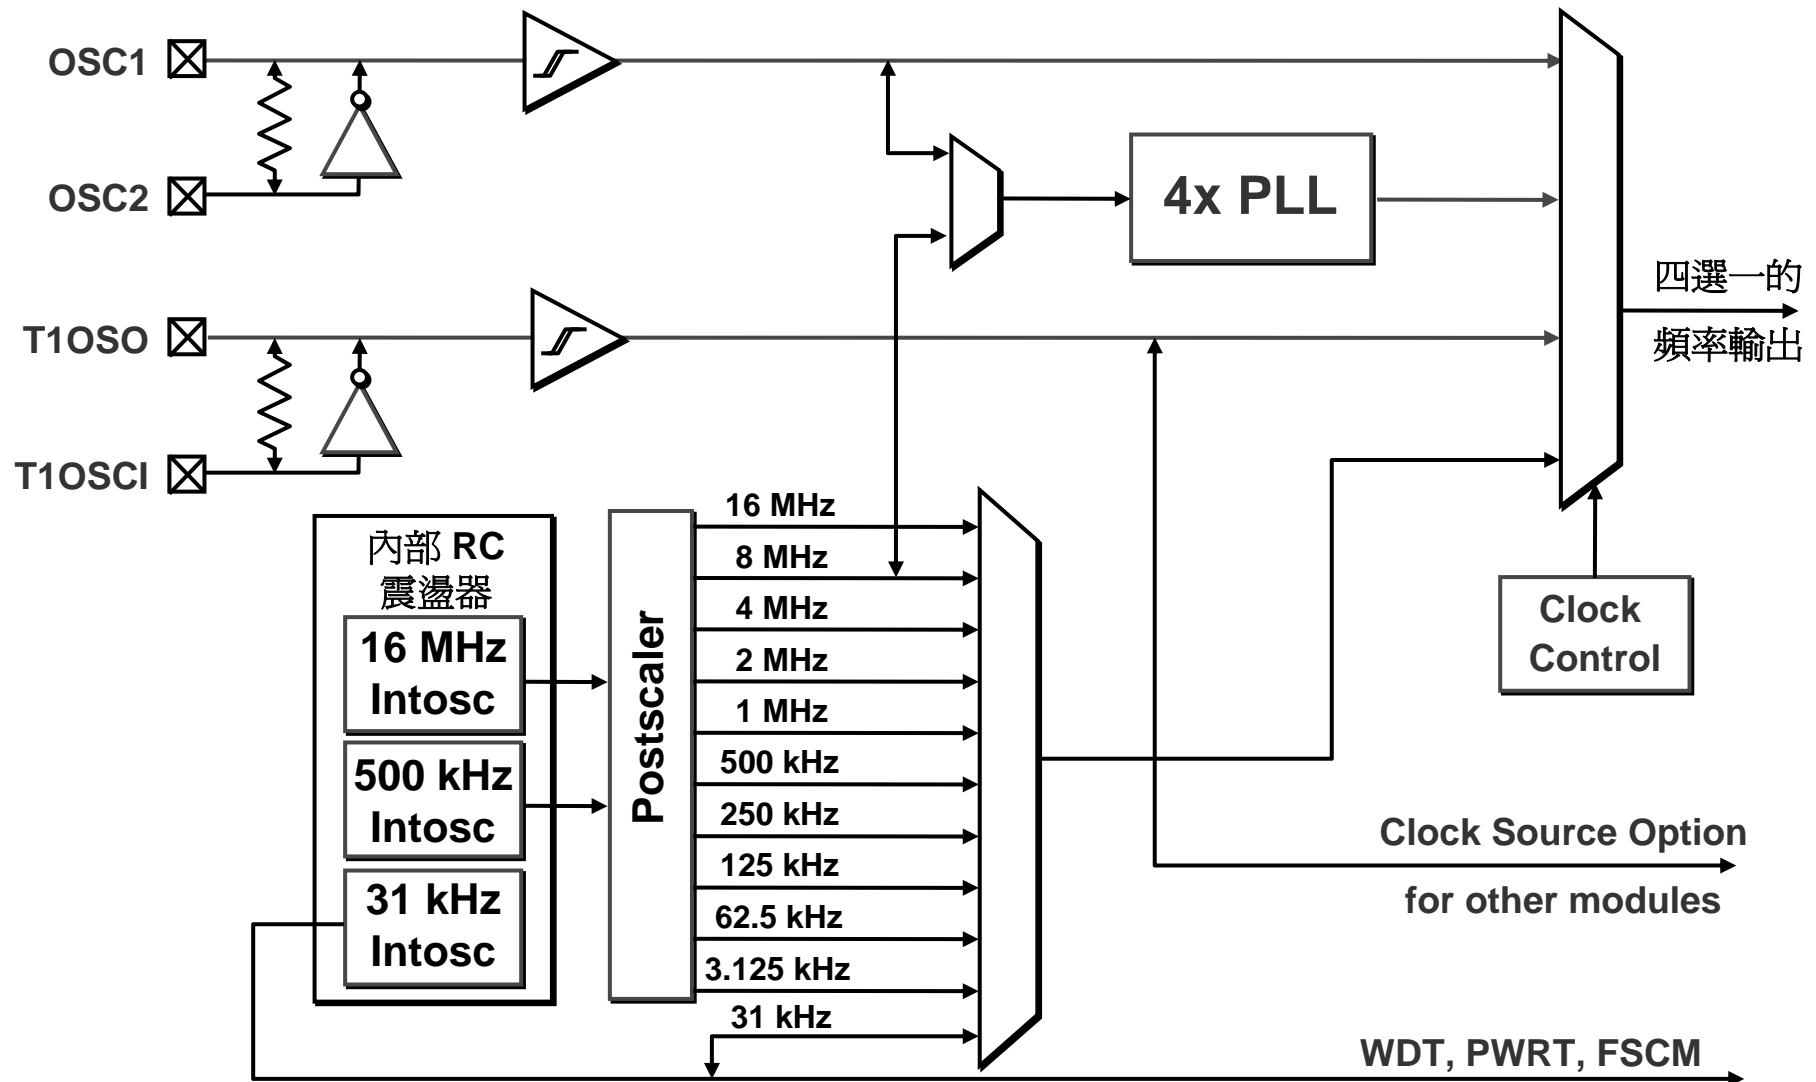 OSC1
OSC2
4x PLL
四選一的
頻率輸出
T1OSO
T1OSCI
內部 RC
震盪器
16 MHz
Intosc
500 kHz
Intosc
31 kHz
Intosc
Postscaler
16 MHz
8 MHz
4 MHz
2 MHz
1 MHz
500 kHz
250 kHz
125 kHz
62.5 kHz
3.125 kHz
31 kHz
Clock
Control
Clock Source Option
for other modules
WDT, PWRT, FSCM